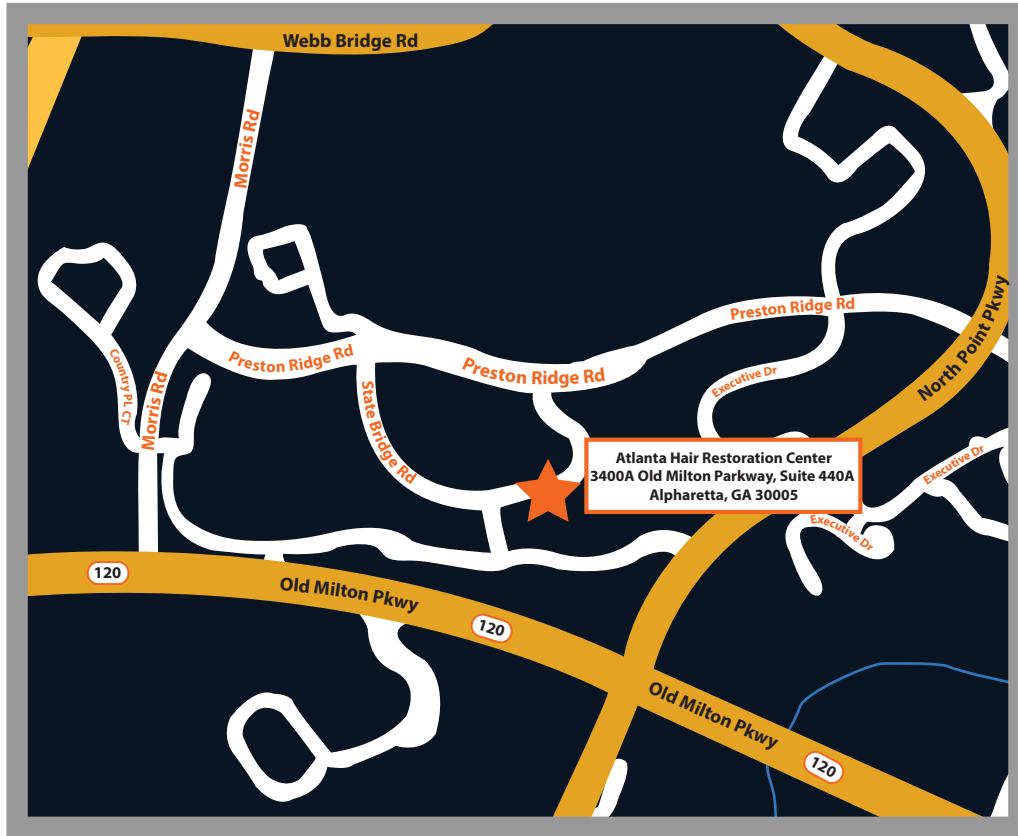 Webb Bridge Rd
Morris Rd
Preston Ridge Rd
North Point Pkwy
Preston Ridge Rd
Preston Ridge Rd
Country PL CT
Morris Rd
State Bridge Rd
Executive Dr
Atlanta Hair Restoration Center
3400A Old Milton Parkway, Suite 440A
Alpharetta, GA 30005
Executive Dr
Executive Dr
120
Old Milton Pkwy
120
Old Milton Pkwy
120